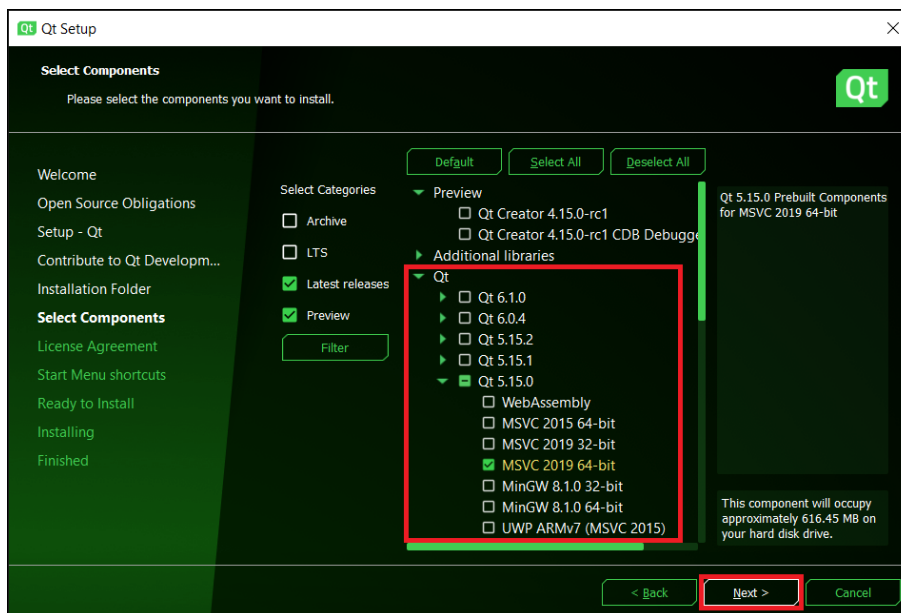 Qt Qt Setup
Select Components
Please select the components you want to install.
Qt
Welcome
Open Source Obligations
Setup - Qt
Contribute to Qt Developm...
Installation Folder
Select Components
License Agreement
Start Menu shortcuts
Ready to Install
Installing
Finished
Select Categories
Archive
LTS
Latest releases
Preview
Filter
Default Select All Deselect All
Preview
Qt Creator 4.15.0-rc1
Qt Creator 4.15.0-rc1 CDB Debugge
Additional libraries
Qt
Qt 6.1.0
Qt 6.0.4
Qt 5.15.2
Qt 5.15.1
Qt 5.15.0
WebAssembly
MSVC 2015 64-bit
MSVC 2019 32-bit
MSVC 2019 64-bit
MinGW 8.1.0 32-bit
MinGW 8.1.0 64-bit
UWP ARMv7 (MSVC 2015)
Qt 5.15.0 Prebuilt Components
for MSVC 2019 64-bit
This component will occupy
approximately 616.45 MB on
your hard disk drive.
< Back Next > Cancel